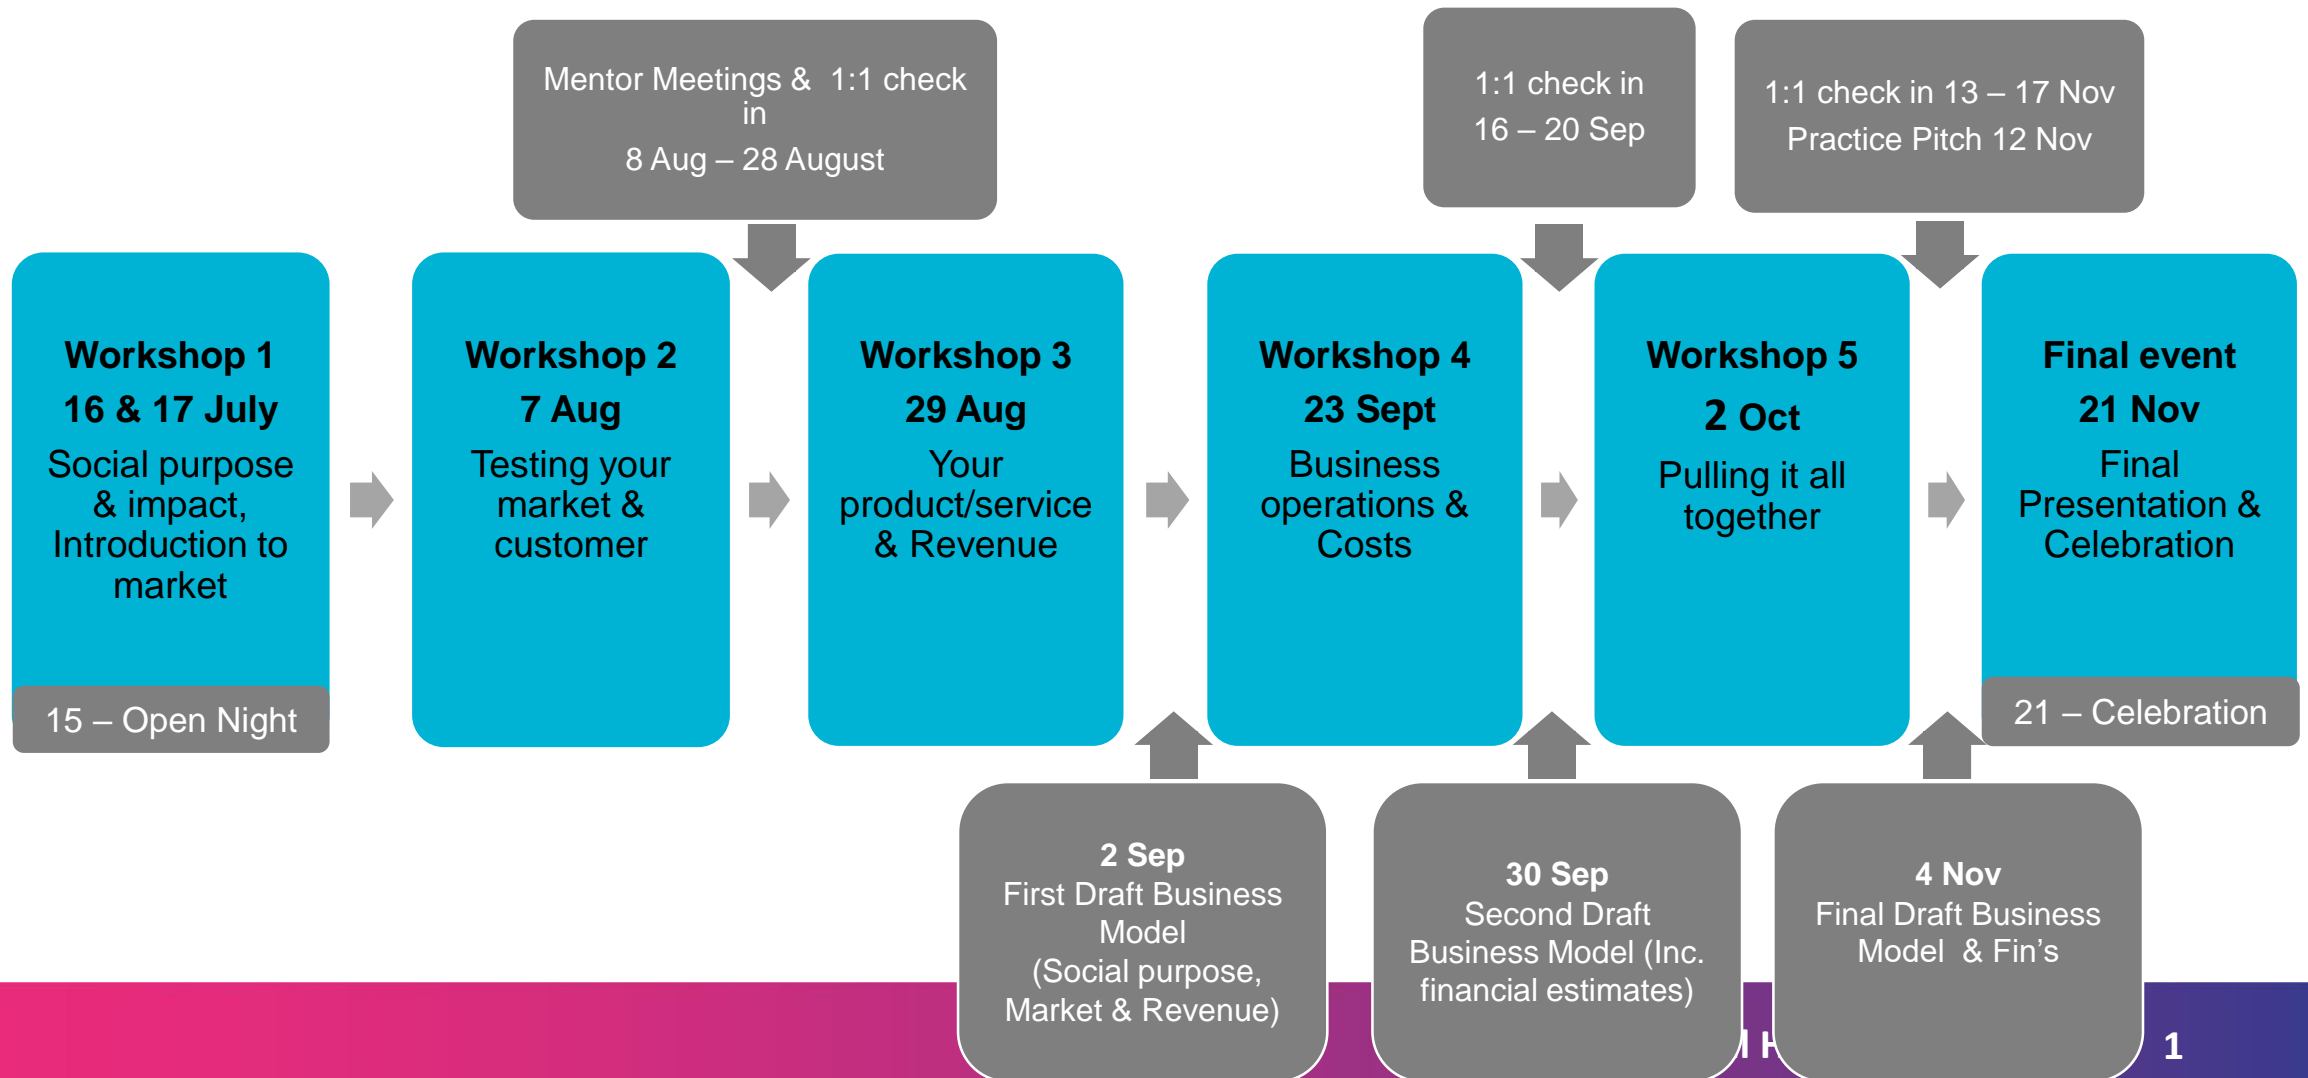 Mentor Meetings &  1:1 check
in
8 Aug – 28 August
1:1 check in
16 – 20 Sep
1:1 check in 13 – 17 Nov
Practice Pitch 12 Nov
Workshop 1
16 & 17 July
Social purpose
& impact,
Introduction to
market
15 – Open Night
Workshop 2
7 Aug
Testing your
market &
customer
Workshop 3
29 Aug
Your
product/service
& Revenue
Workshop 4
23 Sept
Business
operations &
Costs
Workshop 5
2 Oct
Pulling it all
together
Final event
21 Nov
Final
Presentation &
Celebration
21 – Celebration
2 Sep
First Draft Business
Model
(Social purpose,
Market & Revenue)
30 Sep
Second Draft
Business Model (Inc.
financial estimates)
4 Nov
Final Draft Business
Model  & Fin’s
1